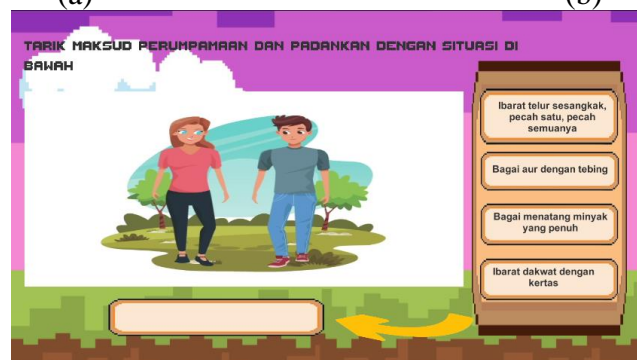 (a)
(b)
TARIK MAKSUD PERUMPAMAAN DAN PADANKAN DENGAN SITUASI DI
BAWAH
Ibarat telur sesangkak,
pecah satu, pecah
semuanya
Bagai aur dengan tebing
Bagai menatang minyak
yang penuh
Ibarat dakwat dengan
kertas